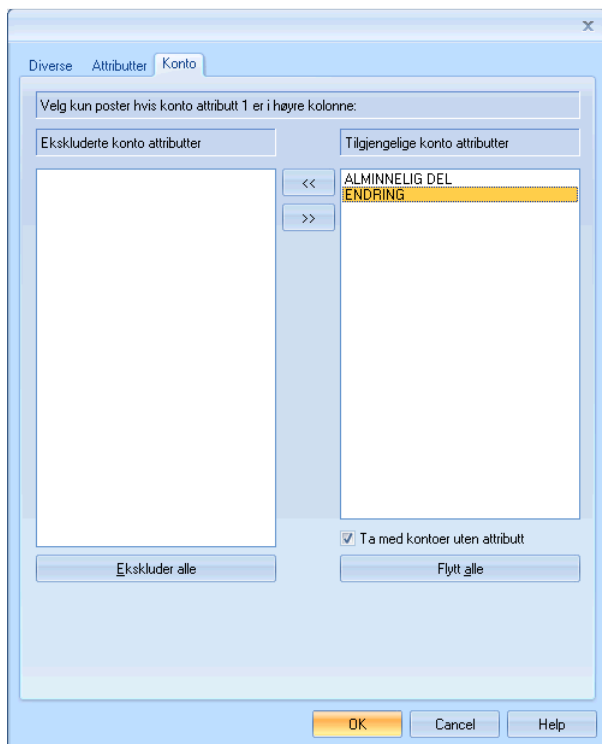 Diverse Attributter Konto
Velg kun poster hvis konto attributt 1 er i høyre kolonne:
Ekskluderte konto attributter
Tilgjengelige konto attributter
<<
>>
ALMINNELIG DEL
ENDRING
Ta med kontoer uten attributt
Ekskluder alle
Flytt alle
OK Cancel Help